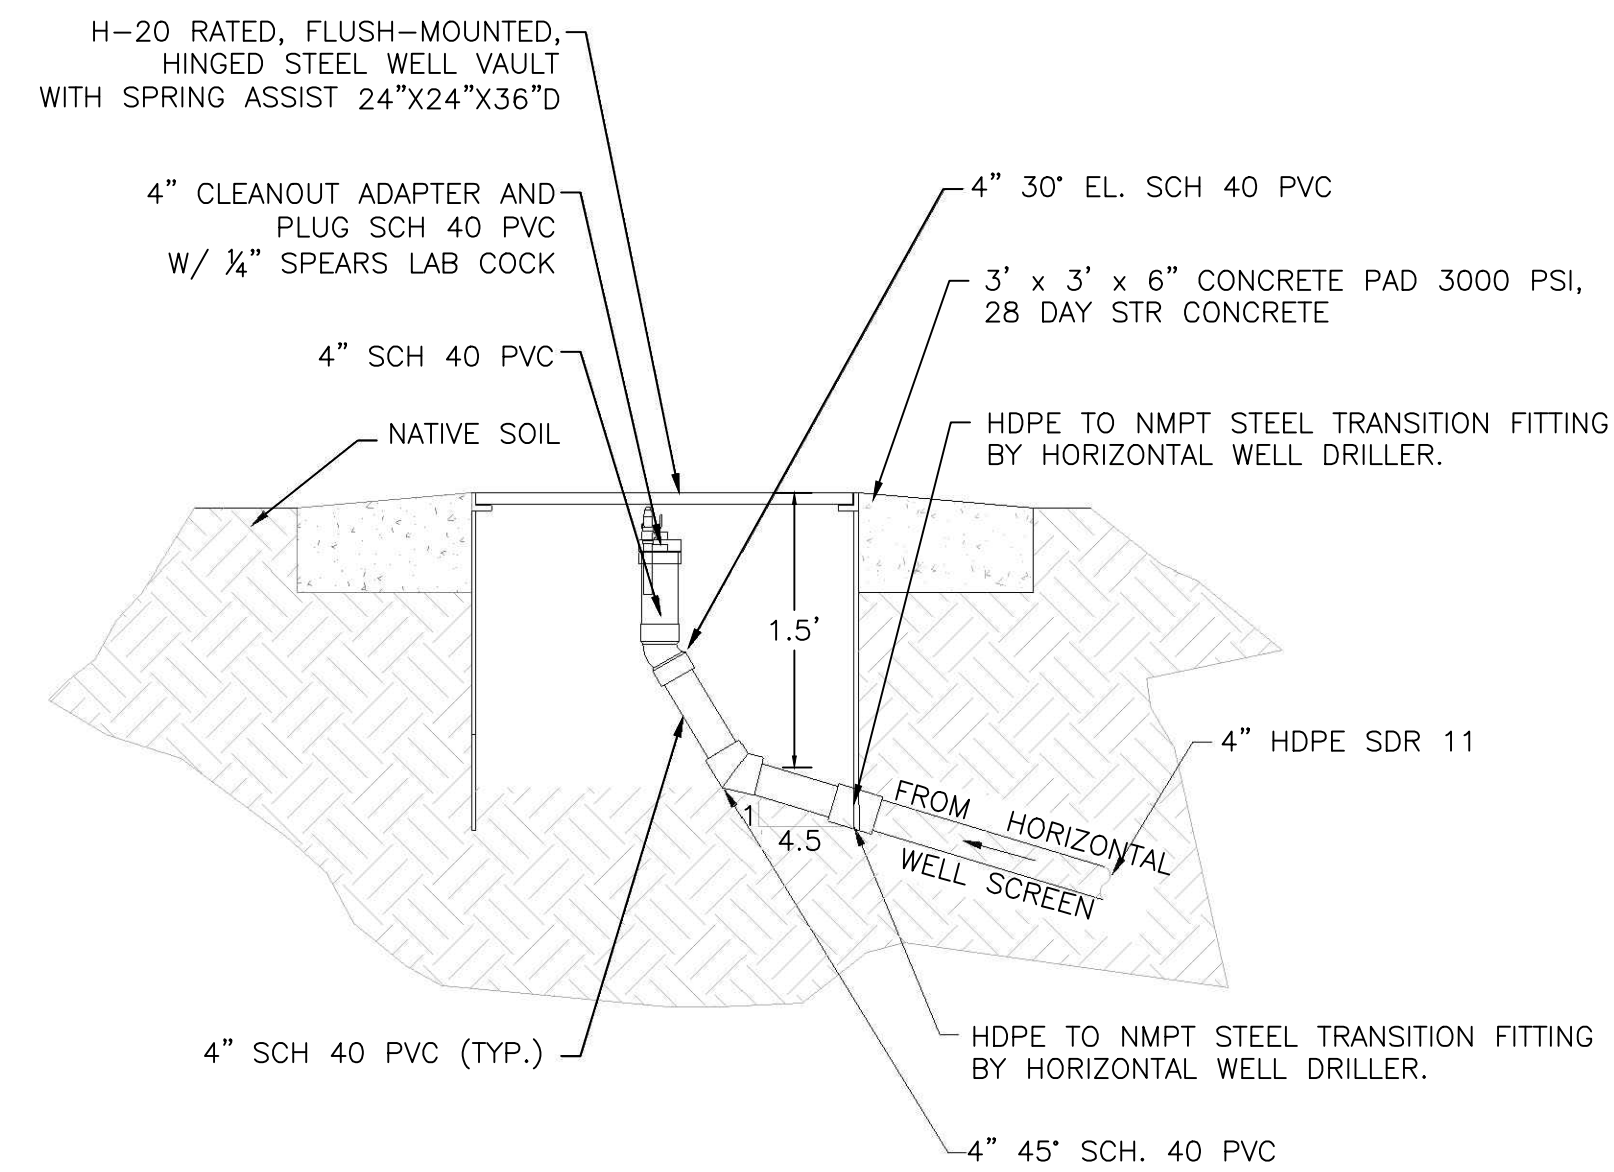 H-20 RATED, FLUSH-MOUNTED,
HINGED STEEL WELL VAULT
WITH SPRING ASSIST 24”X24”X36”D
4” CLEANOUT ADAPTER AND
PLUG SCH 40 PVC
W/ ¼” SPEARS LAB COCK
4” SCH 40 PVC
NATIVE SOIL
4” 30° EL. SCH 40 PVC
3’ x 3’ x 6” CONCRETE PAD 3000 PSI,
28 DAY STR CONCRETE
HDPE TO NMPT STEEL TRANSITION FITTING
BY HORIZONTAL WELL DRILLER.
1.5’
4” HDPE SDR 11
FROM HORIZONTAL
WELL SCREEN
1
4.5
4” SCH 40 PVC (TYP.)
HDPE TO NMPT STEEL TRANSITION FITTING
BY HORIZONTAL WELL DRILLER.
4” 45° SCH. 40 PVC